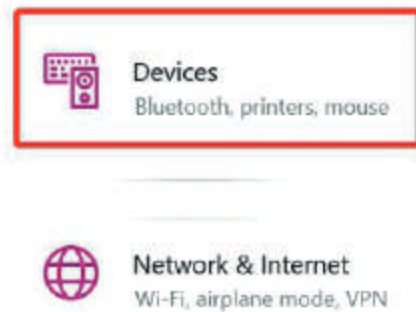 Devices
Bluetooth, printers, mouse
Network & Internet
Wi-Fi, airplane mode, VPN